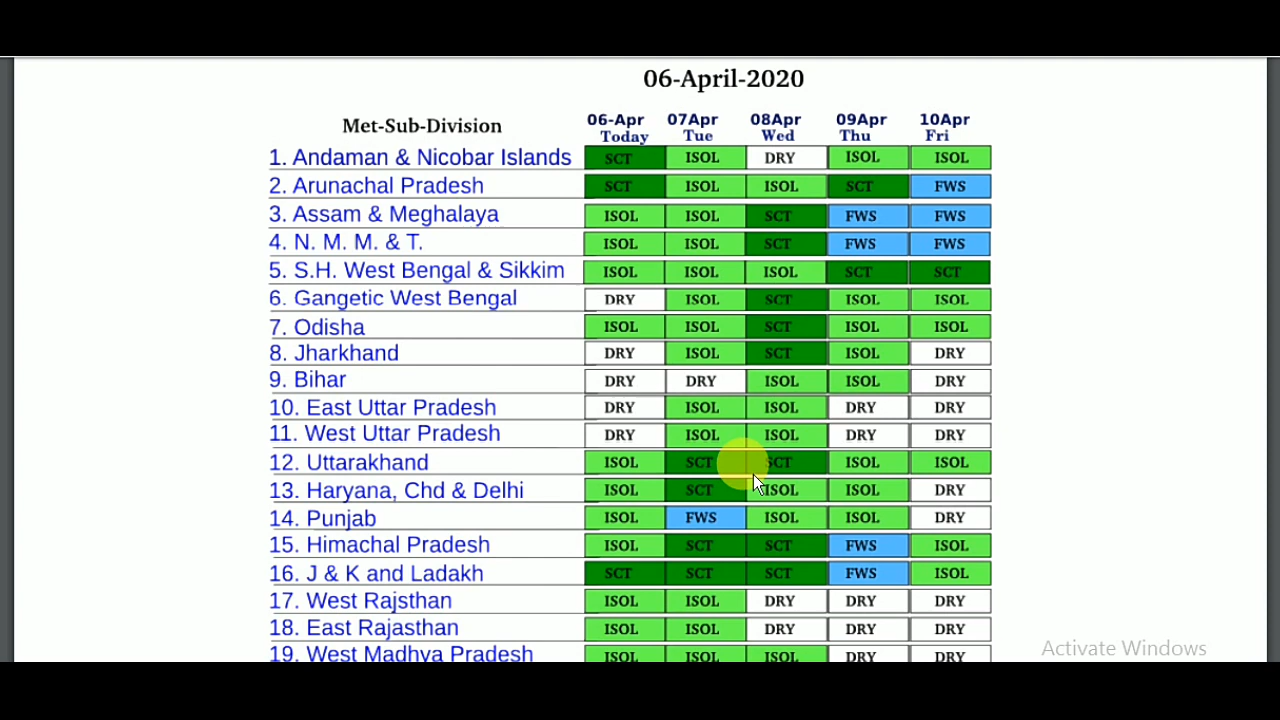 06-April-2020
Met-Sub-Division 06-Apr 07Apr 08Apr 09Apr 10Apr
Today Tue Wed Thu Fri
1. Andaman & Nicobar Islands SCT ISOL DRY ISOL ISOL
2. Arunachal Pradesh SCT ISOL ISOL SCT FWS
3. Assam & Meghalaya ISOL ISOL SCT FWS FWS
4. N. M. M. & T. ISOL ISOL SCT FWS FWS
5. S.H. West Bengal & Sikkim ISOL ISOL ISOL SCT SCT
6. Gangetic West Bengal DRY ISOL SCT ISOL ISOL
7. Odisha ISOL ISOL SCT ISOL ISOL
8. Jharkhand DRY ISOL SCT ISOL DRY
9. Bihar DRY DRY ISOL ISOL DRY
10. East Uttar Pradesh DRY ISOL ISOL DRY DRY
11. West Uttar Pradesh DRY ISOL ISOL DRY DRY
12. Uttarakhand ISOL SCT SCT ISOL ISOL
13. Haryana, Chd & Delhi ISOL SCT ISOL ISOL DRY
14. Punjab ISOL FWS ISOL ISOL DRY
15. Himachal Pradesh ISOL SCT SCT FWS ISOL
16. J & K and Ladakh SCT SCT SCT FWS ISOL
17. West Rajsthan ISOL ISOL DRY DRY DRY
18. East Rajasthan ISOL ISOL DRY DRY DRY
19. West Madhya Pradesh ISOL ISOL ISOL DRY DRY
Activate Windows